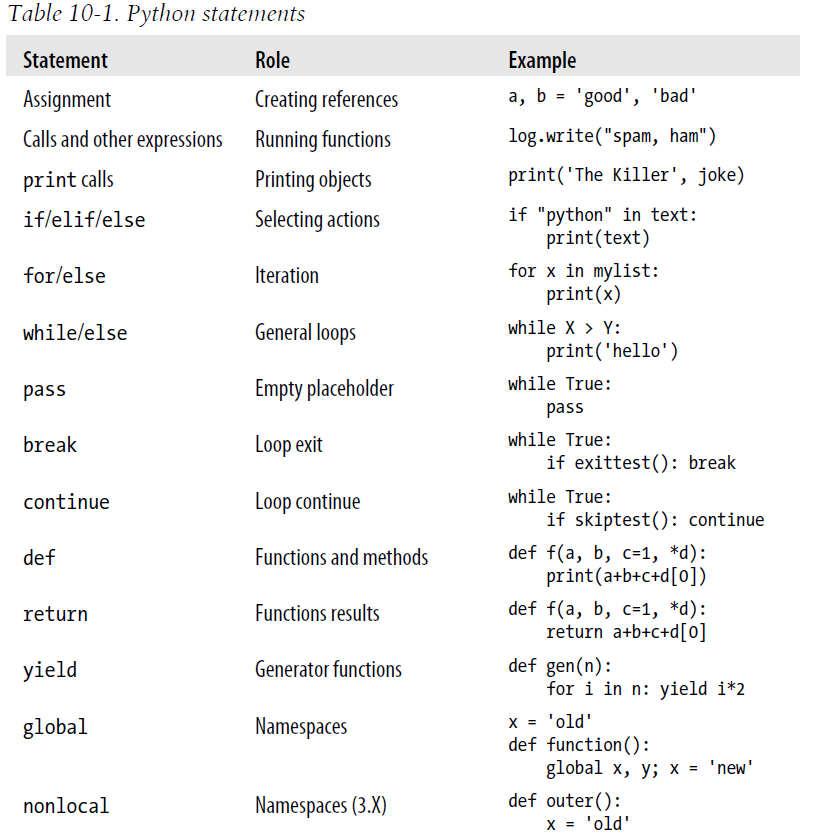 Table 10-1. Python statements
Statement Role Example
Assignment Creating references a, b = 'good', 'bad'
Calls and other expressions Running functions log.write("spam, ham")
print calls Printing objects print('The Killer', joke)
if/elif/else Selecting actions if "python" in text:
    print(text)
for/else Iteration for x in mylist:
    print(x)
while/else General loops while X > Y:
    print('hello')
pass Empty placeholder while True:
    pass
break Loop exit while True:
    if exittest(): break
continue Loop continue while True:
    if skiptest(): continue
def Functions and methods def f(a, b, c=1, *d):
    print(a+b+c+d[0])
return Functions results def f(a, b, c=1, *d):
    return a+b+c+d[0]
yield Generator functions def gen(n):
    for i in n: yield i*2
global Namespaces x = 'old'
def function():
    global x, y; x = 'new'
nonlocal Namespaces (3.X) def outer():
    x = 'old'